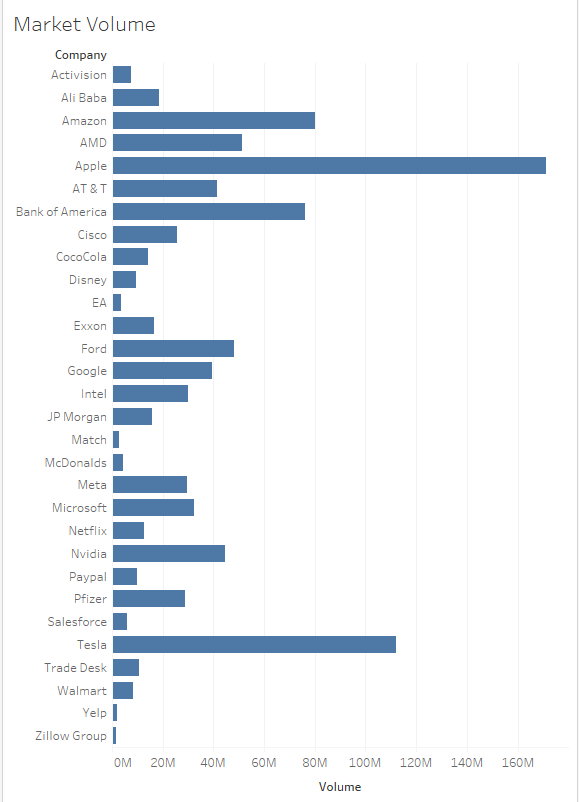 Market Volume
Company
Activision
Ali Baba
Amazon
AMD
Apple
AT & T
Bank of America
Cisco
CocoCola
Disney
EA
Exxon
Ford
Google
Intel
JP Morgan
Match
McDonalds
Meta
Microsoft
Netflix
Nvidia
Paypal
Pfizer
Salesforce
Tesla
Trade Desk
Walmart
Yelp
Zillow Group
0M 20M 40M 60M 80M 100M 120M 140M 160M
Volume